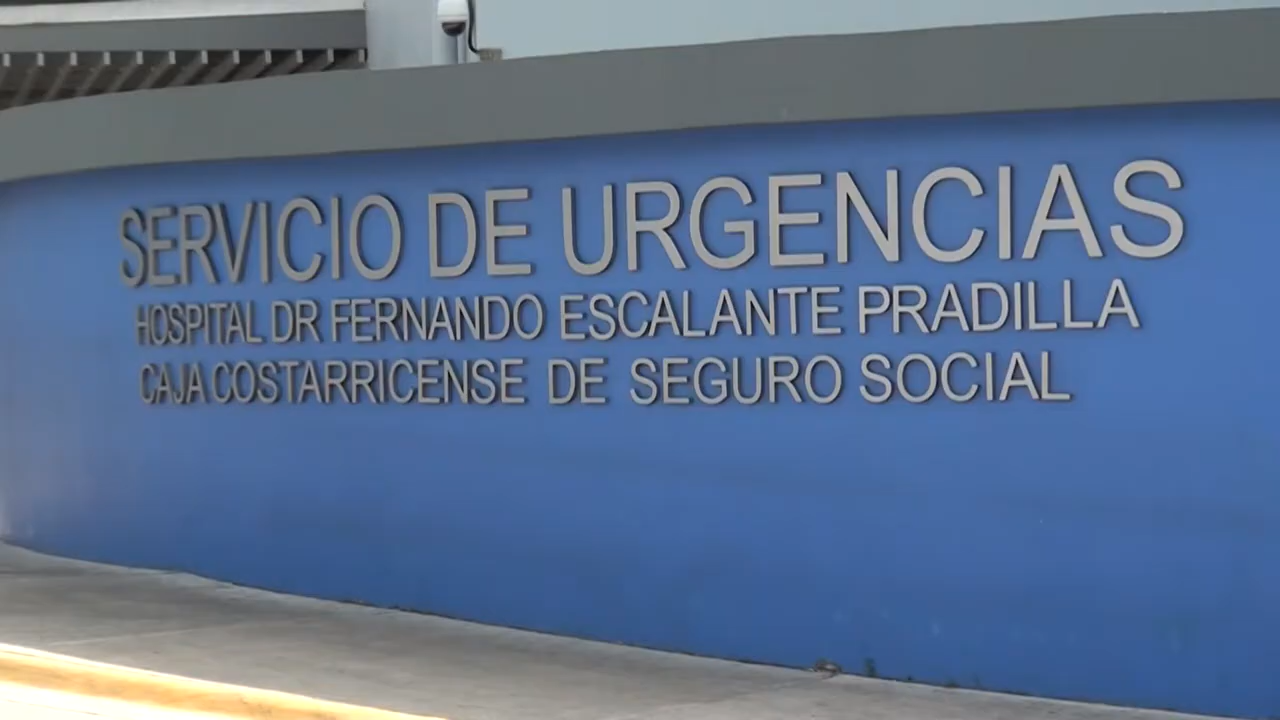 SERVICIO DE URGENCIAS
HOSPITAL DR FERNANDO ESCALANTE PRADILLA
CAJA COSTARRICENSE DE SEGURO SOCIAL